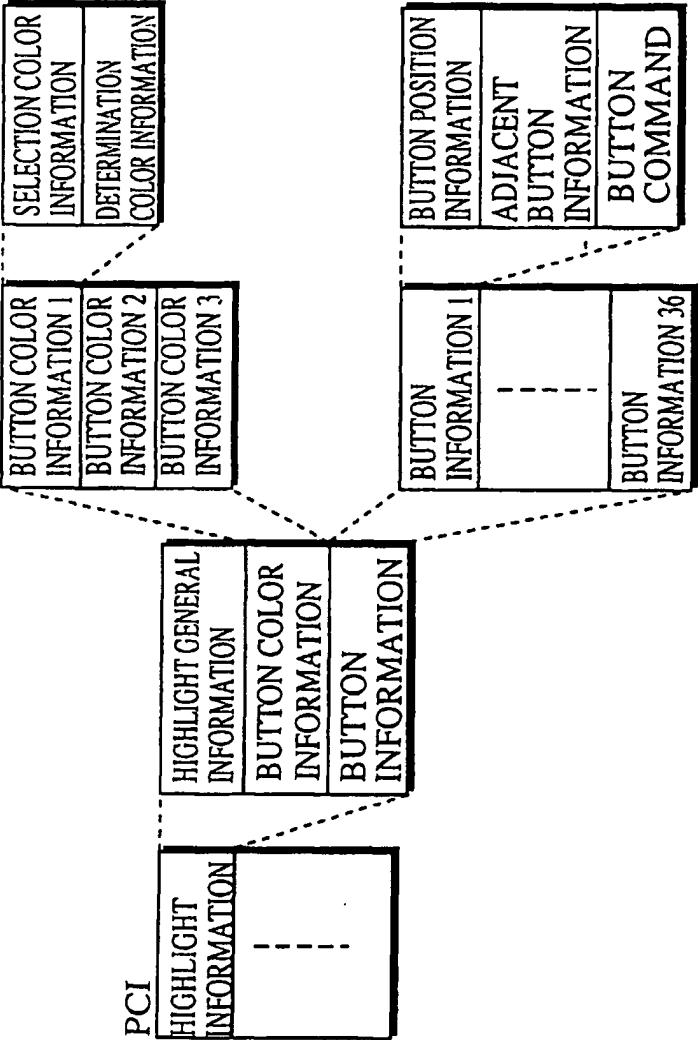 PCI
HIGHLIGHT
INFORMATION
HIGHLIGHT GENERAL
INFORMATION
BUTTON COLOR
INFORMATION
BUTTON
INFORMATION
BUTTON COLOR
INFORMATION 1
BUTTON COLOR
INFORMATION 2
BUTTON COLOR
INFORMATION 3
SELECTION COLOR
INFORMATION
DETERMINATION
COLOR INFORMATION
BUTTON
INFORMATION 1
BUTTON
INFORMATION 36
BUTTON POSITION
INFORMATION
ADJACENT
BUTTON
INFORMATION
BUTTON
COMMAND